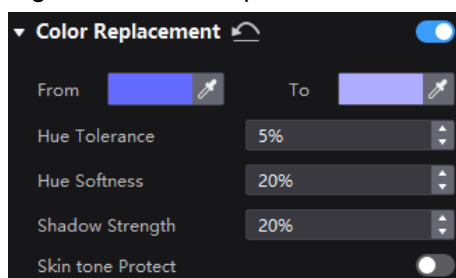 Color Replacement
From To
Hue Tolerance 5%
Hue Softness 20%
Shadow Strength 20%
Skin tone Protect